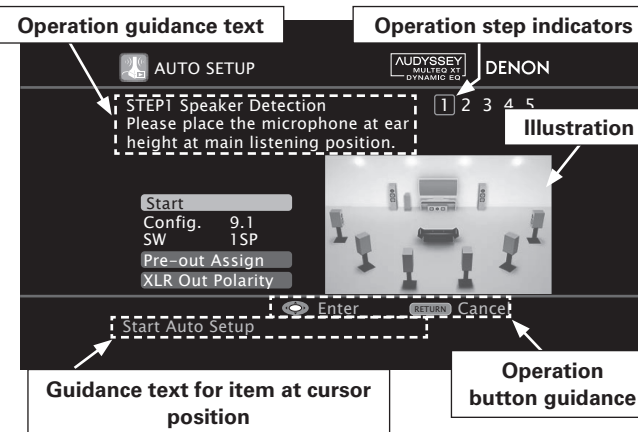 Operation guidance text
Operation step indicators
AUTO SETUP
AUDYSSEY
MULTEQ XT
DYNAMIC EQ
DENON
STEP1 Speaker Detection
Please place the microphone at ear
height at main listening position.
1 2 3 4 5
Illustration
Start
Config. 9.1
SW 1SP
Pre-out Assign
XLR Out Polarity
Enter
RETURN Cancel
Start Auto Setup
Guidance text for item at cursor
position
Operation
button guidance